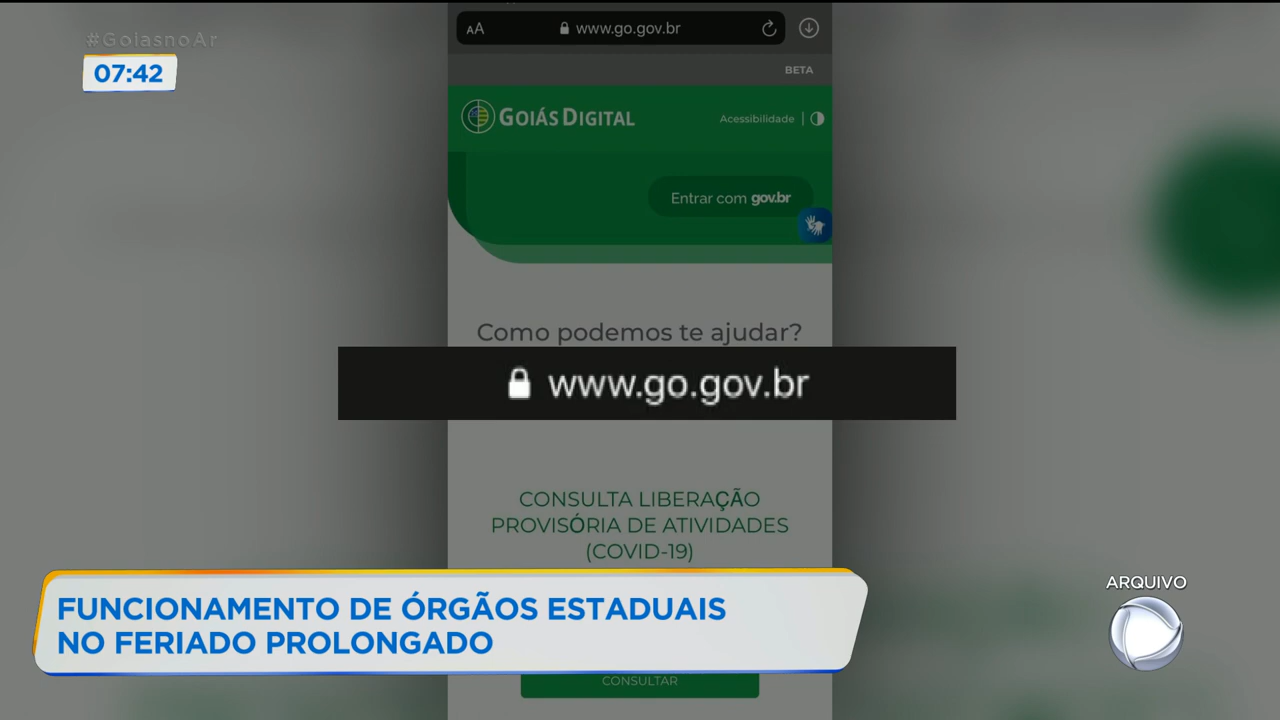 #GoiasnoAr
07:42
AA
www.go.gov.br
BETA
GOIÁS DIGITAL
Acessibilidade
Entrar com gov.br
Como podemos te ajudar?
www.go.gov.br
CONSULTA LIBERAÇÃO
PROVISÓRIA DE ATIVIDADES
(COVID-19)
FUNCIONAMENTO DE ÓRGÃOS ESTADUAIS
NO FERIADO PROLONGADO
ARQUIVO
CONSULTAR